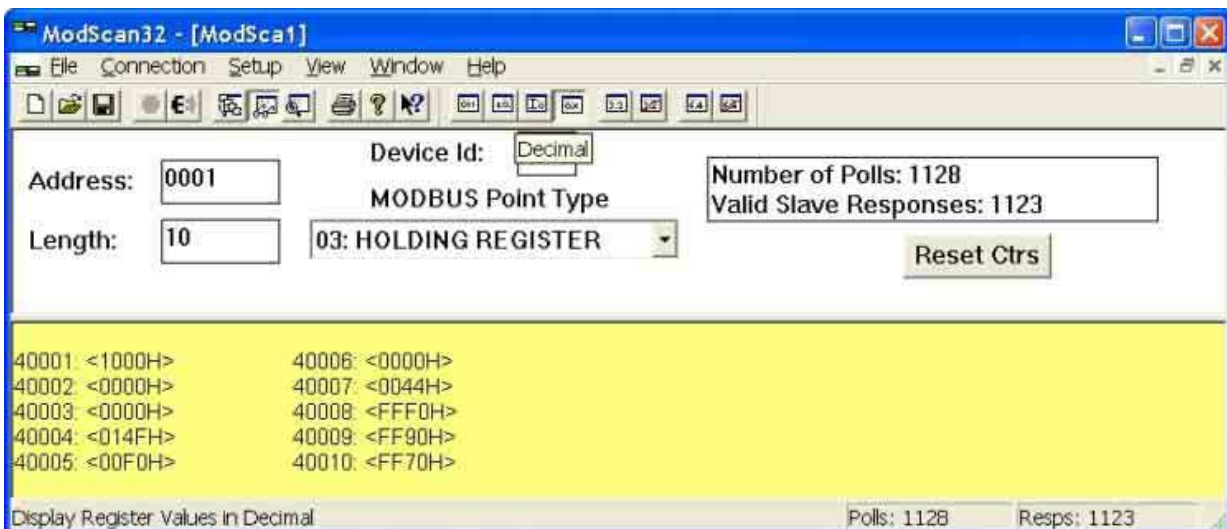 ModScan32 - [ModSca1]
File Connection Setup View Window Help
Device Id:
Decimal
Address: 0001
MODBUS Point Type
Length: 10
03: HOLDING REGISTER
Number of Polls: 1128
Valid Slave Responses: 1123
Reset Ctrs
40001: <1000H>
40002: <0000H>
40003: <0000H>
40004: <014FH>
40005: <00F0H>
40006: <0000H>
40007: <0044H>
40008: <FFF0H>
40009: <FF90H>
40010: <FF70H>
Display Register Values in Decimal
Polls: 1128
Resps: 1123